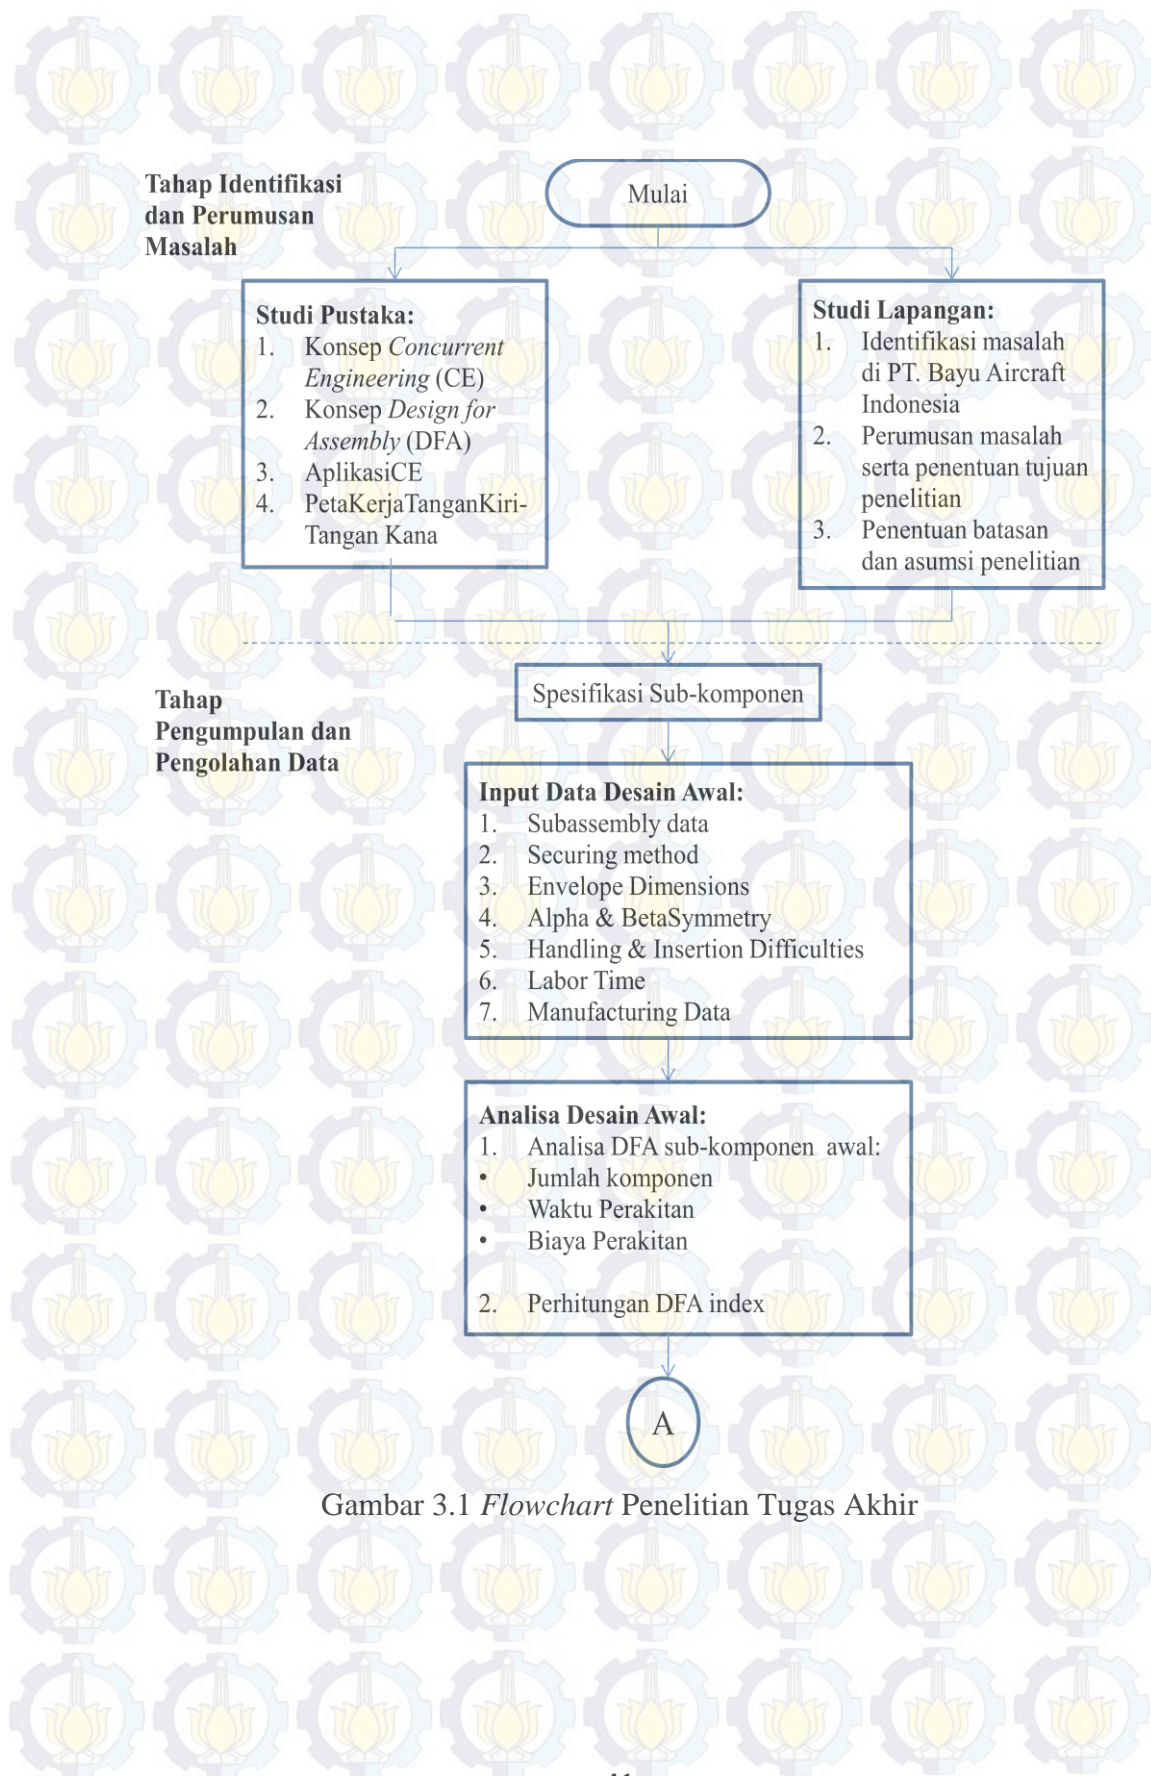 Tahap Identifikasi
dan Perumusan
Masalah
Mulai
Studi Pustaka:
1. Konsep Concurrent
Engineering (CE)
2. Konsep Design for
Assembly (DFA)
3. AplikasiCE
4. PetaKerjaTanganKiri-
Tangan Kana
Studi Lapangan:
1. Identifikasi masalah
di PT. Bayu Aircraft
Indonesia
2. Perumusan masalah
serta penentuan tujuan
penelitian
3. Penentuan batasan
dan asumsi penelitian
Tahap
Pengumpulan dan
Pengolahan Data
Spesifikasi Sub-komponen
Input Data Desain Awal:
1. Subassembly data
2. Securing method
3. Envelope Dimensions
4. Alpha & BetaSymmetry
5. Handling & Insertion Difficulties
6. Labor Time
7. Manufacturing Data
Analisa Desain Awal:
1. Analisa DFA sub-komponen awal:
• Jumlah komponen
• Waktu Perakitan
• Biaya Perakitan
2. Perhitungan DFA index
A
Gambar 3.1 Flowchart Penelitian Tugas Akhir